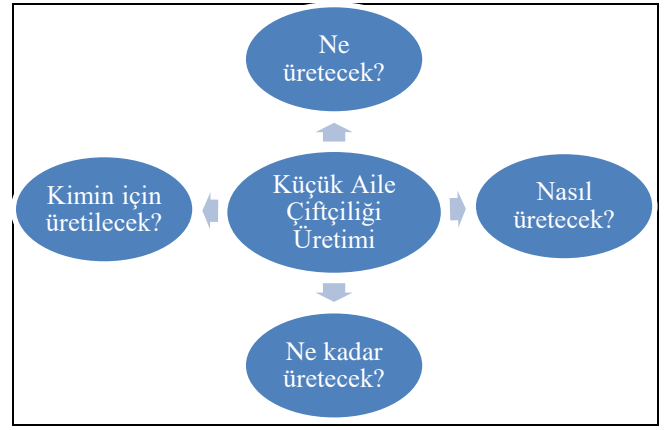 Ne
üretecek?
Kimin için
üretilecek?
Küçük Aile
Çiftçiliği
Üretimi
Nasıl
üretecek?
Ne kadar
üretecek?